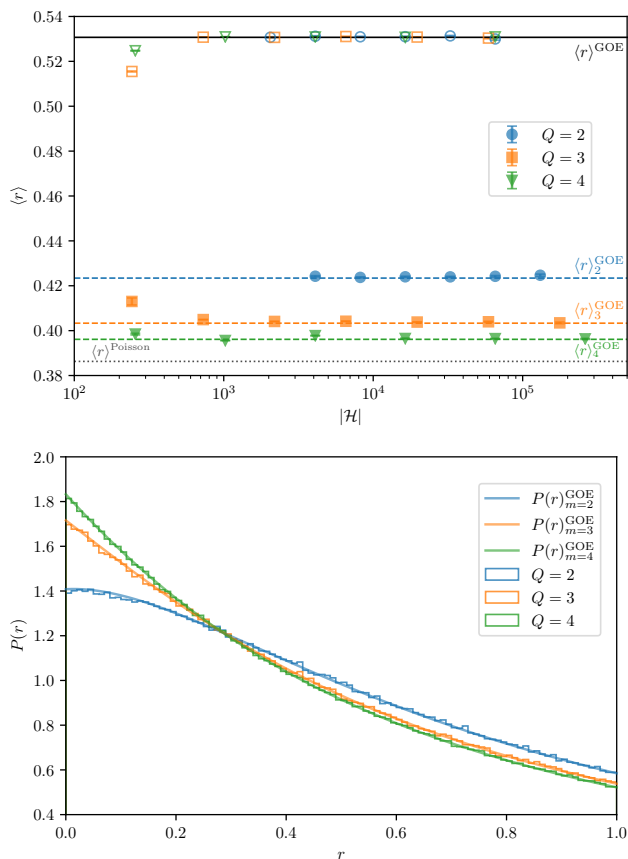 0.54
⟨r⟩^GOE
0.52
0.50
0.48
Q = 2
Q = 3
Q = 4
⟨r⟩
0.46
0.44
⟨r⟩_2^GOE
0.42
⟨r⟩_3^GOE
0.40
⟨r⟩^Poisson
⟨r⟩_4^GOE
0.38
10^2 10^3 10^4 10^5
|ℋ|
2.0
1.8
P(r)_{m=2}^GOE
P(r)_{m=3}^GOE
P(r)_{m=4}^GOE
Q = 2
Q = 3
Q = 4
1.6
1.4
1.2
P(r)
1.0
0.8
0.6
0.4
0.0 0.2 0.4 0.6 0.8 1.0
r